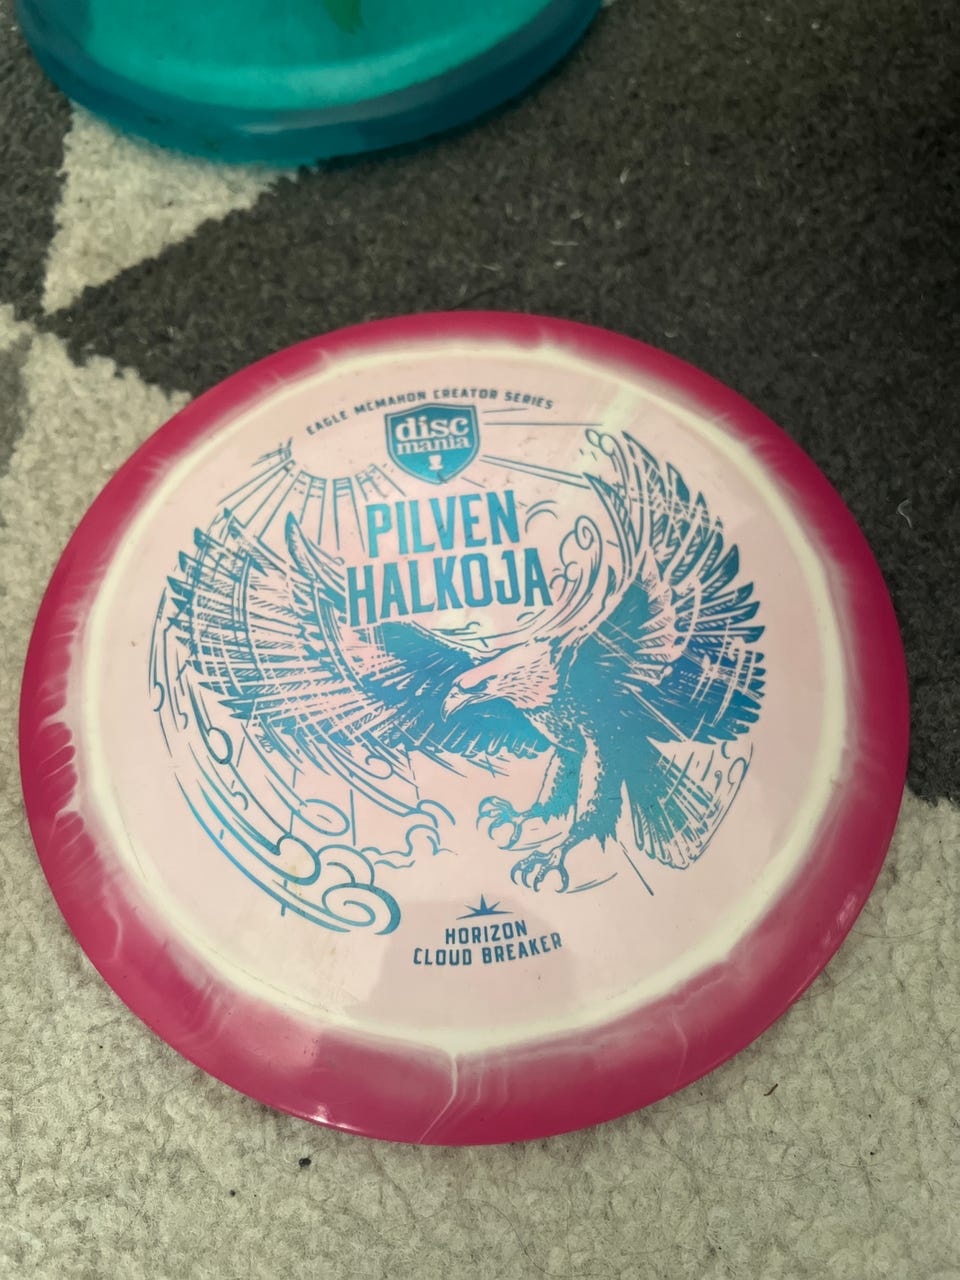 EAGLE MCMAHON CREATOR SERIES
disc
mania
PILVEN
HALKOJA
HORIZON
CLOUD BREAKER